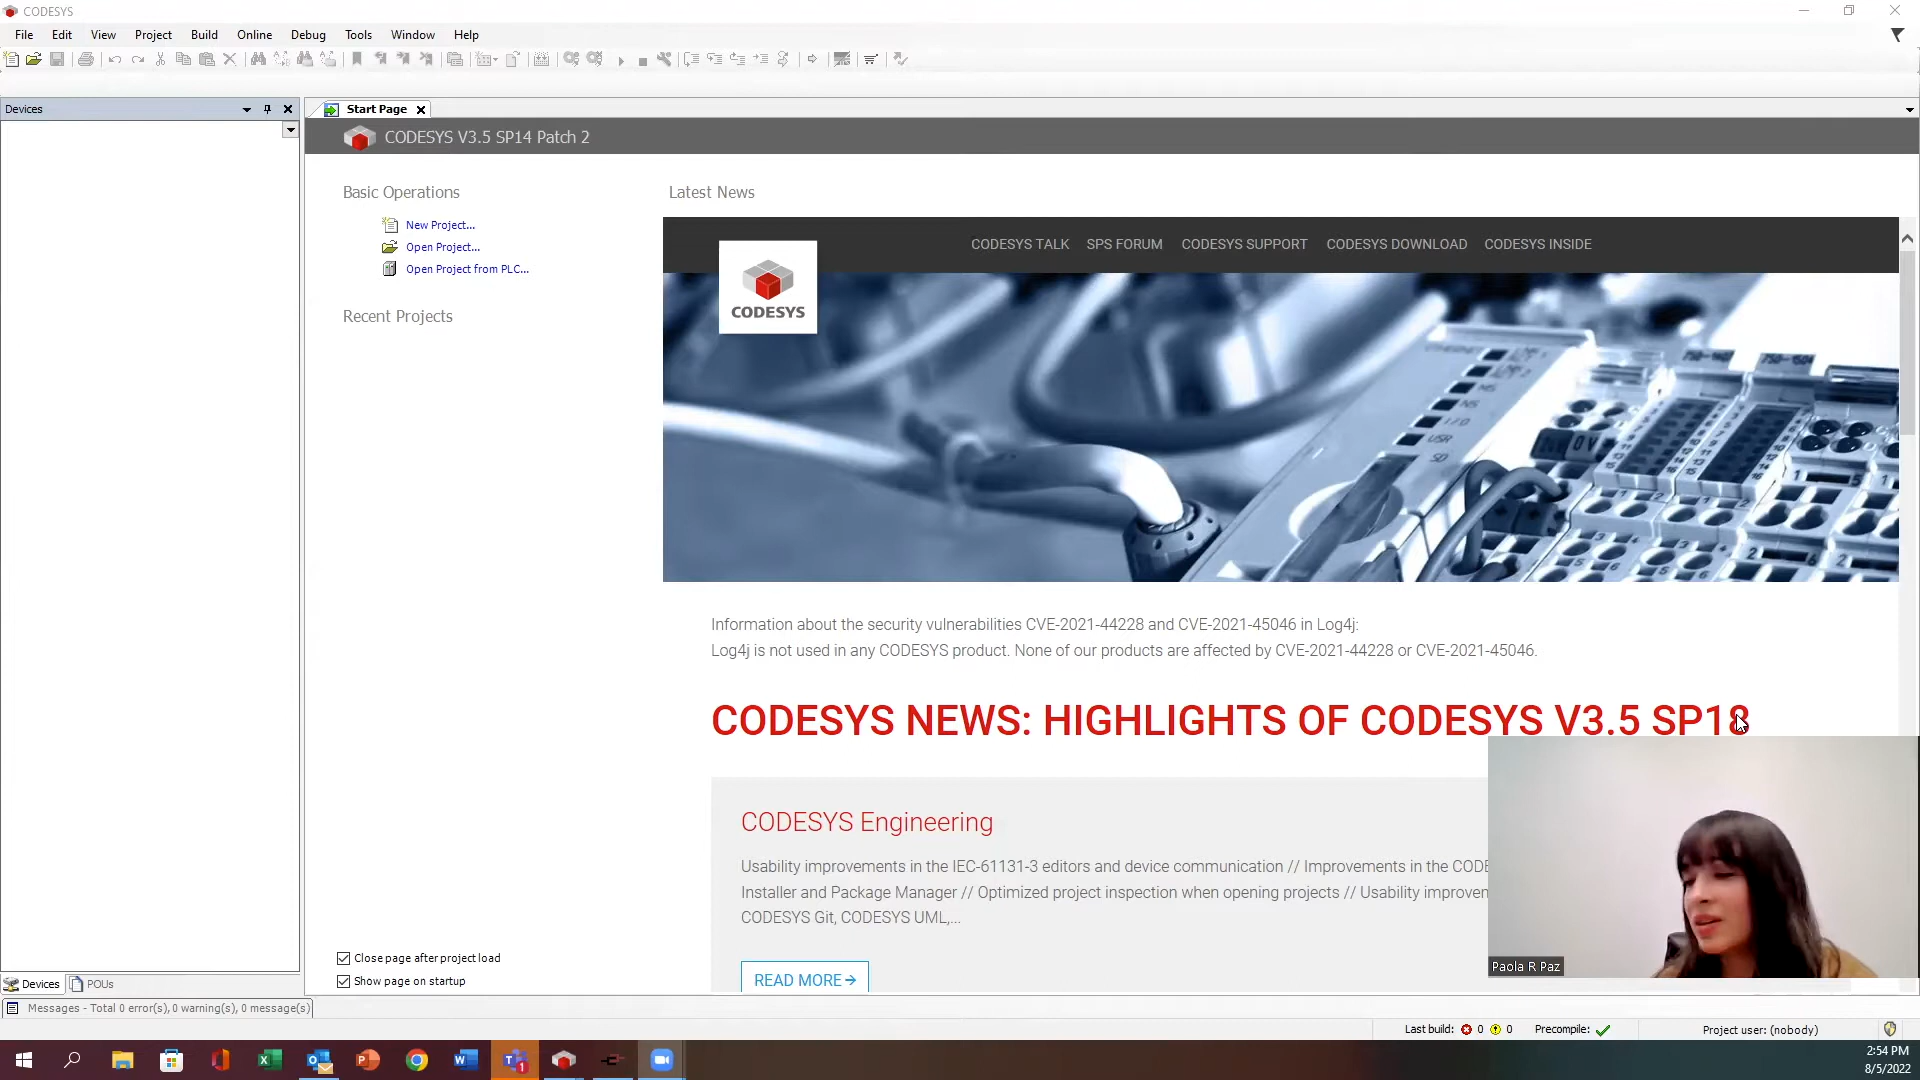 CODESYS
File Edit View Project Build Online Debug Tools Window Help
Devices
Start Page
CODESYS V3.5 SP14 Patch 2
Basic Operations
New Project...
Open Project...
Open Project from PLC...
Recent Projects
Latest News
CODESYS TALK SPS FORUM CODESYS SUPPORT CODESYS DOWNLOAD CODESYS INSIDE
CODESYS
Information about the security vulnerabilities CVE-2021-44228 and CVE-2021-45046 in Log4j:
Log4j is not used in any CODESYS product. None of our products are affected by CVE-2021-44228 or CVE-2021-45046.
CODESYS NEWS: HIGHLIGHTS OF CODESYS V3.5 SP18
CODESYS Engineering
Usability improvements in the IEC-61131-3 editors and device communication // Improvements in the CODE
Installer and Package Manager // Optimized project inspection when opening projects // Usability improvem
CODESYS Git, CODESYS UML,...
READ MORE
Close page after project load
Show page on startup
Paola R Paz
Devices POUs
Messages - Total 0 error(s), 0 warning(s), 0 message(s)
Last build: 0 0 Precompile: Project user: (nobody)
2:54 PM
8/5/2022